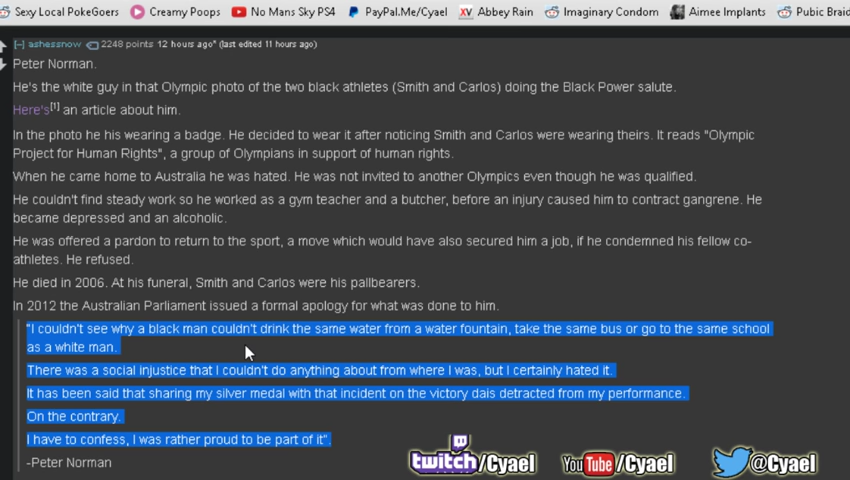 Sexy Local PokeGoers Creamy Poops No Mans Sky PS4 PayPal.Me/Cyael Abbey Rain Imaginary Condom Aimee Implants Pubic Braid
[-] ashessnow 2248 points 12 hours ago* (last edited 11 hours ago)
Peter Norman.
He's the white guy in that Olympic photo of the two black athletes (Smith and Carlos) doing the Black Power salute.
Here's[1] an article about him.
In the photo he his wearing a badge. He decided to wear it after noticing Smith and Carlos were wearing theirs. It reads "Olympic
Project for Human Rights", a group of Olympians in support of human rights.
When he came home to Australia he was hated. He was not invited to another Olympics even though he was qualified.
He couldn't find steady work so he worked as a gym teacher and a butcher, before an injury caused him to contract gangrene. He
became depressed and an alcoholic.
He was offered a pardon to return to the sport, a move which would have also secured him a job, if he condemned his fellow co-
athletes. He refused.
He died in 2006. At his funeral, Smith and Carlos were his pallbearers.
In 2012 the Australian Parliament issued a formal apology for what was done to him.
"I couldn't see why a black man couldn't drink the same water from a water fountain, take the same bus or go to the same school
as a white man.
There was a social injustice that I couldn't do anything about from where I was, but I certainly hated it.
It has been said that sharing my silver medal with that incident on the victory dais detracted from my performance.
On the contrary.
I have to confess, I was rather proud to be part of it".
-Peter Norman
twitch/Cyael YouTube/Cyael @Cyael